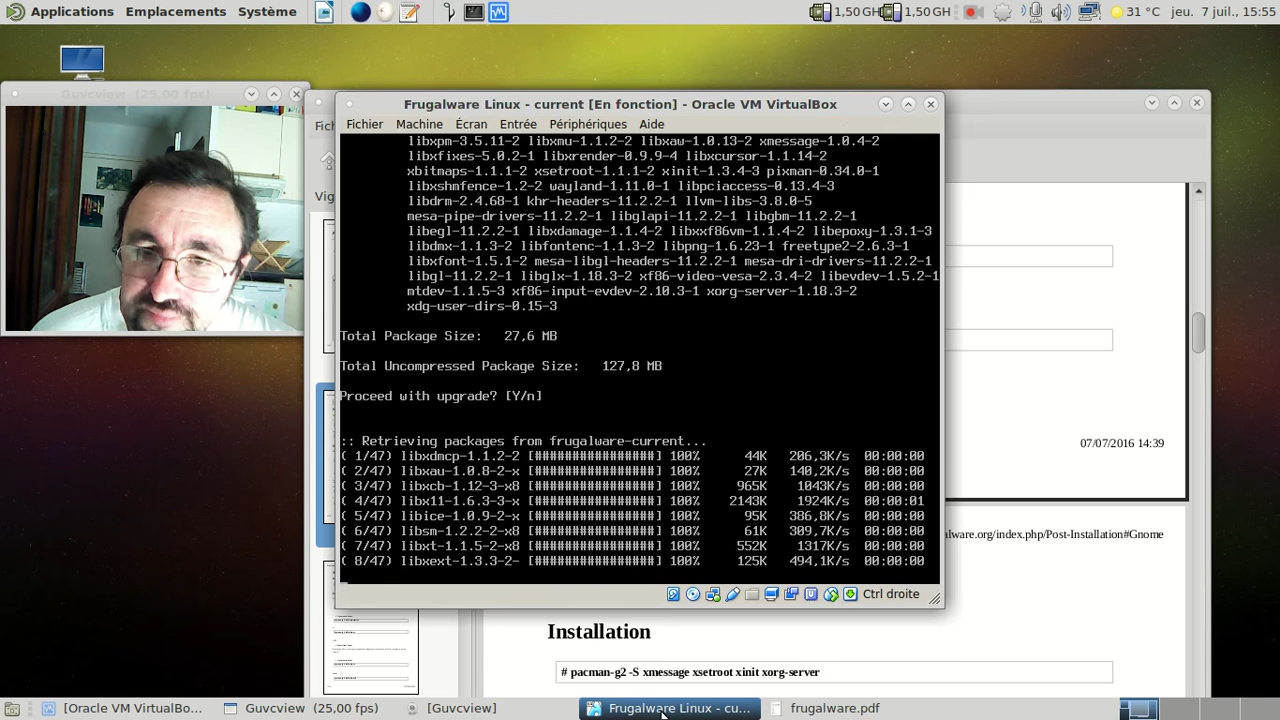 Applications Emplacements Système
1,50 GH 1,50 GH 31 °C jeu. 7 juil., 15:55
Guvcview (25,00 fps)
Frugalware Linux - current [En fonction] - Oracle VM VirtualBox
Fichier Machine Écran Entrée Périphériques Aide
libxpm-3.5.11-2 libxmu-1.1.2-2 libxaw-1.0.13-2 xmessage-1.0.4-2
libxfixes-5.0.2-1 libxrender-0.9.9-4 libxcursor-1.1.14-2
xbitmaps-1.1.1-2 xsetroot-1.1.1-2 xinit-1.3.4-3 pixman-0.34.0-1
libxshmfence-1.2-2 wayland-1.11.0-1 libpciaccess-0.13.4-3
libdrm-2.4.68-1 khr-headers-11.2.2-1 llvm-libs-3.8.0-5
mesa-pipe-drivers-11.2.2-1 libglapi-11.2.2-1 libgbm-11.2.2-1
libegl-11.2.2-1 libxdamage-1.1.4-2 libxxf86vm-1.1.4-2 libepoxy-1.3.1-3
libdmx-1.1.3-2 libfontenc-1.1.3-2 libpng-1.6.23-1 freetype2-2.6.3-1
libxfont-1.5.1-2 mesa-libgl-headers-11.2.2-1 mesa-dri-drivers-11.2.2-1
libgl-11.2.2-1 libglx-1.18.3-2 xf86-video-vesa-2.3.4-2 libevdev-1.5.2-1
mtdev-1.1.5-3 xf86-input-evdev-2.10.3-1 xorg-server-1.18.3-2
xdg-user-dirs-0.15-3
Total Package Size: 27,6 MB
Total Uncompressed Package Size: 127,8 MB
Proceed with upgrade? [Y/n]
:: Retrieving packages from frugalware-current...
( 1/47) libxdmcp-1.1.2-2 [################] 100% 44K 206,3K/s 00:00:00
( 2/47) libxau-1.0.8-2-x [################] 100% 27K 140,2K/s 00:00:00
( 3/47) libxcb-1.12-3-x8 [################] 100% 965K 1043K/s 00:00:00
( 4/47) libx11-1.6.3-3-x [################] 100% 2143K 1924K/s 00:00:01
( 5/47) libice-1.0.9-2-x [################] 100% 95K 386,8K/s 00:00:00
( 6/47) libsm-1.2.2-2-x8 [################] 100% 61K 309,7K/s 00:00:00
( 7/47) libxt-1.1.5-2-x8 [################] 100% 552K 1317K/s 00:00:00
( 8/47) libxext-1.3.3-2- [################] 100% 125K 494,1K/s 00:00:00
Ctrl droite
Fich
Vig
07/07/2016 14:39
lware.org/index.php/Post-Installation#Gnome
Installation
# pacman-g2 -S xmessage xsetroot xinit xorg-server
[Oracle VM VirtualBo... Guvcview (25,00 fps) [Guvcview] Frugalware Linux - cu... frugalware.pdf